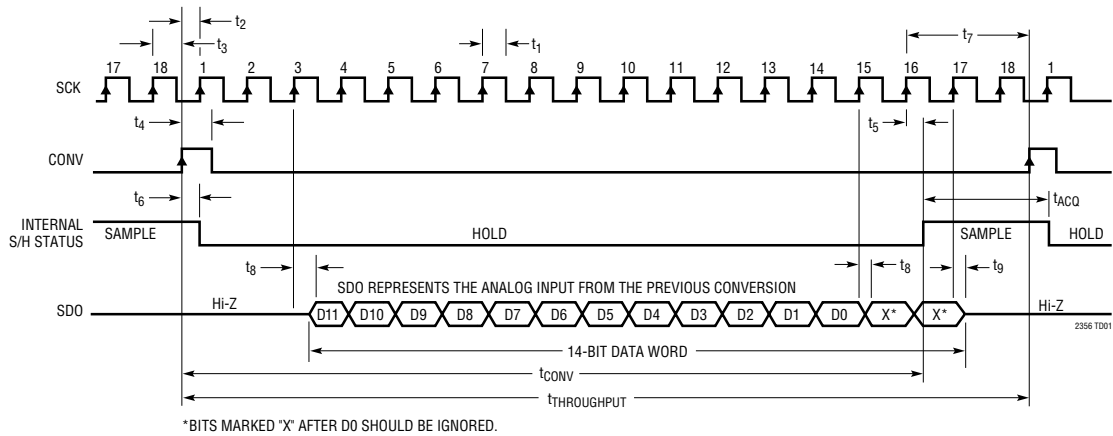 t2
t3
t1
t7
17 18 1 2 3 4 5 6 7 8 9 10 11 12 13 14 15 16 17 18 1
SCK
t4
t5
CONV
t6
tACQ
INTERNAL
S/H STATUS
SAMPLE HOLD SAMPLE HOLD
t8
t8
t9
SDO REPRESENTS THE ANALOG INPUT FROM THE PREVIOUS CONVERSION
Hi-Z
Hi-Z
SDO
D11 D10 D9 D8 D7 D6 D5 D4 D3 D2 D1 D0 X* X*
2356 TD01
14-BIT DATA WORD
tCONV
tTHROUGHPUT
*BITS MARKED "X" AFTER D0 SHOULD BE IGNORED.